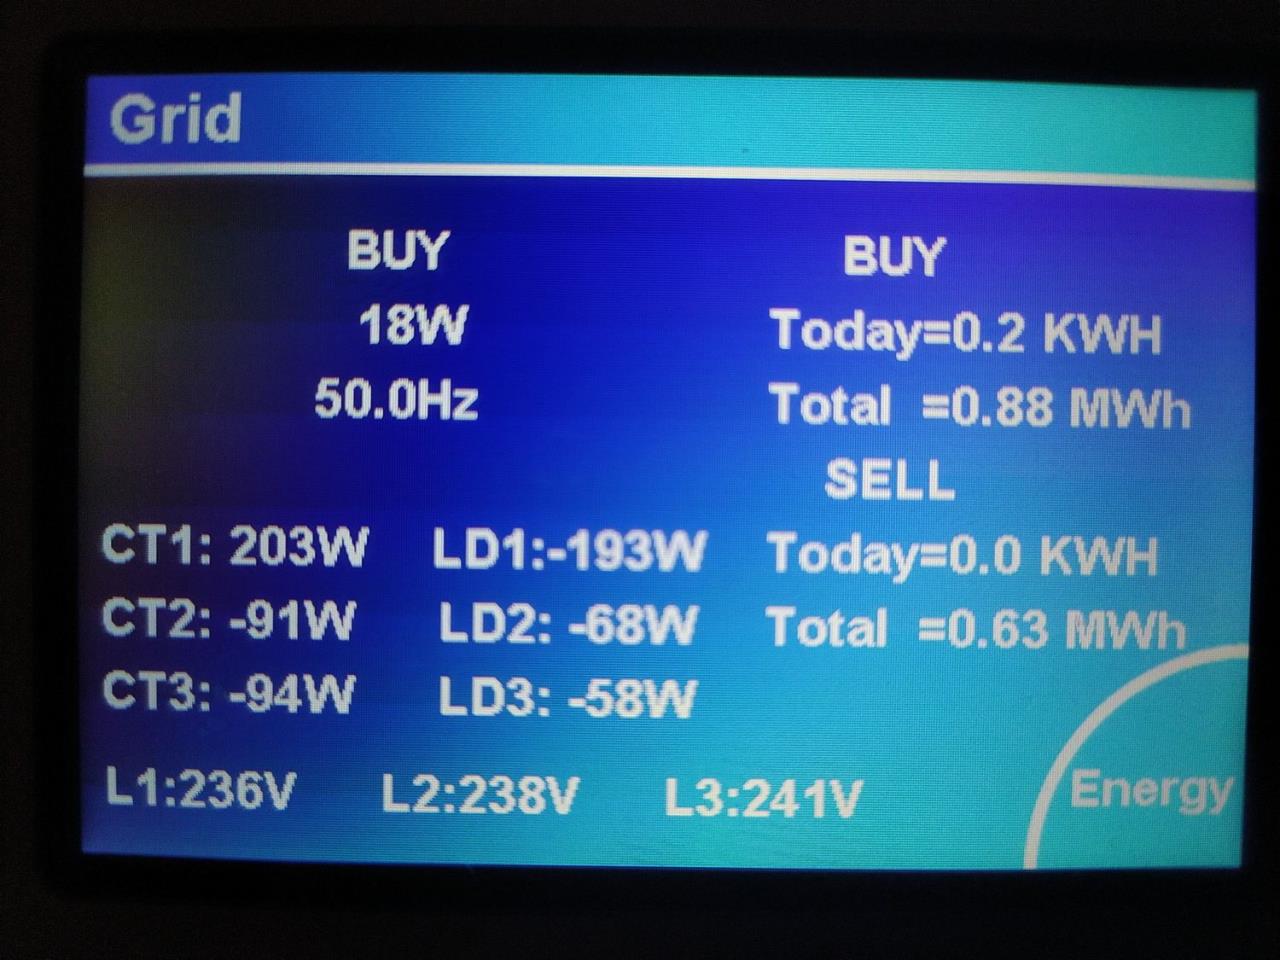 Grid
BUY
18W
50.0Hz
BUY
Today=0.2 KWH
Total =0.88 MWh
SELL
Today=0.0 KWH
Total =0.63 MWh
CT1: 203W LD1:-193W
CT2: -91W LD2: -68W
CT3: -94W LD3: -58W
L1:236V L2:238V L3:241V
Energy